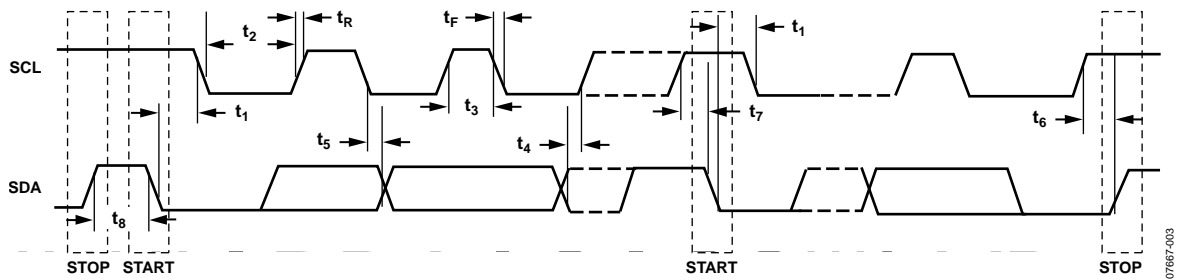 t2
tR
tF
t1
SCL
t1
t3
t7
t6
t5
t4
SDA
t8
STOP
START
START
STOP
07667-003